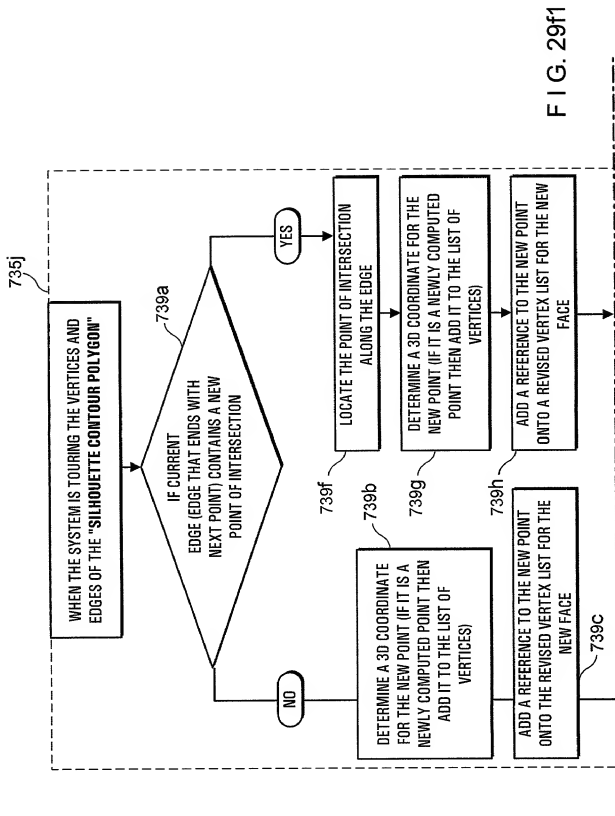 735j
WHEN THE SYSTEM IS TOURING THE VERTICES AND
EDGES OF THE "SILHOUETTE CONTOUR POLYGON"
739a
IF CURRENT
EDGE (EDGE THAT ENDS WITH
NEXT POINT) CONTAINS A NEW
POINT OF INTERSECTION
NO
YES
739b
DETERMINE A 3D COORDINATE
FOR THE NEW POINT (IF IT IS A
NEWLY COMPUTED POINT THEN
ADD IT TO THE LIST OF
VERTICES)
ADD A REFERENCE TO THE NEW POINT
ONTO THE REVISED VERTEX LIST FOR THE
NEW FACE
739c
739f
LOCATE THE POINT OF INTERSECTION
ALONG THE EDGE
739g
DETERMINE A 3D COORDINATE FOR THE
NEW POINT (IF IT IS A NEWLY COMPUTED
POINT THEN ADD IT TO THE LIST OF
VERTICES)
739h
ADD A REFERENCE TO THE NEW POINT
ONTO A REVISED VERTEX LIST FOR THE NEW
FACE
FIG. 29f1